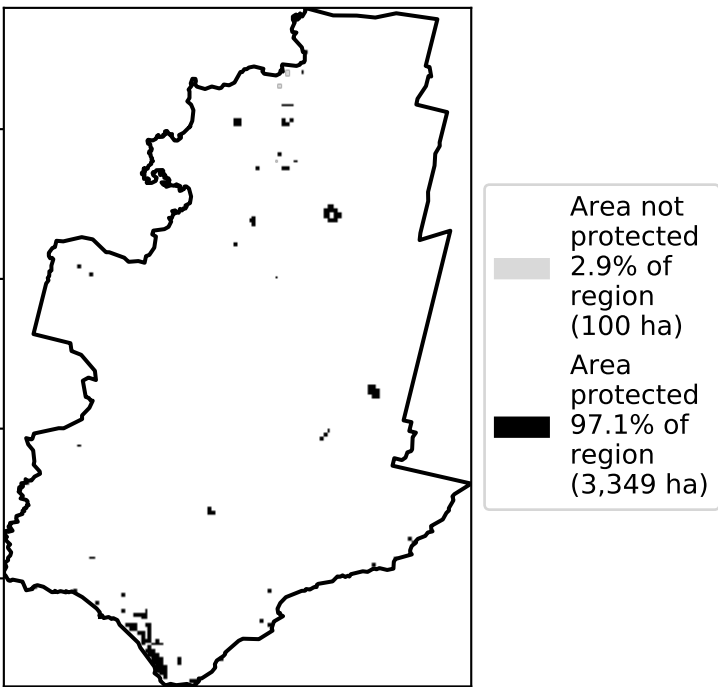 Area not
protected
2.9% of
region
(100 ha)
Area
protected
97.1% of
region
(3,349 ha)